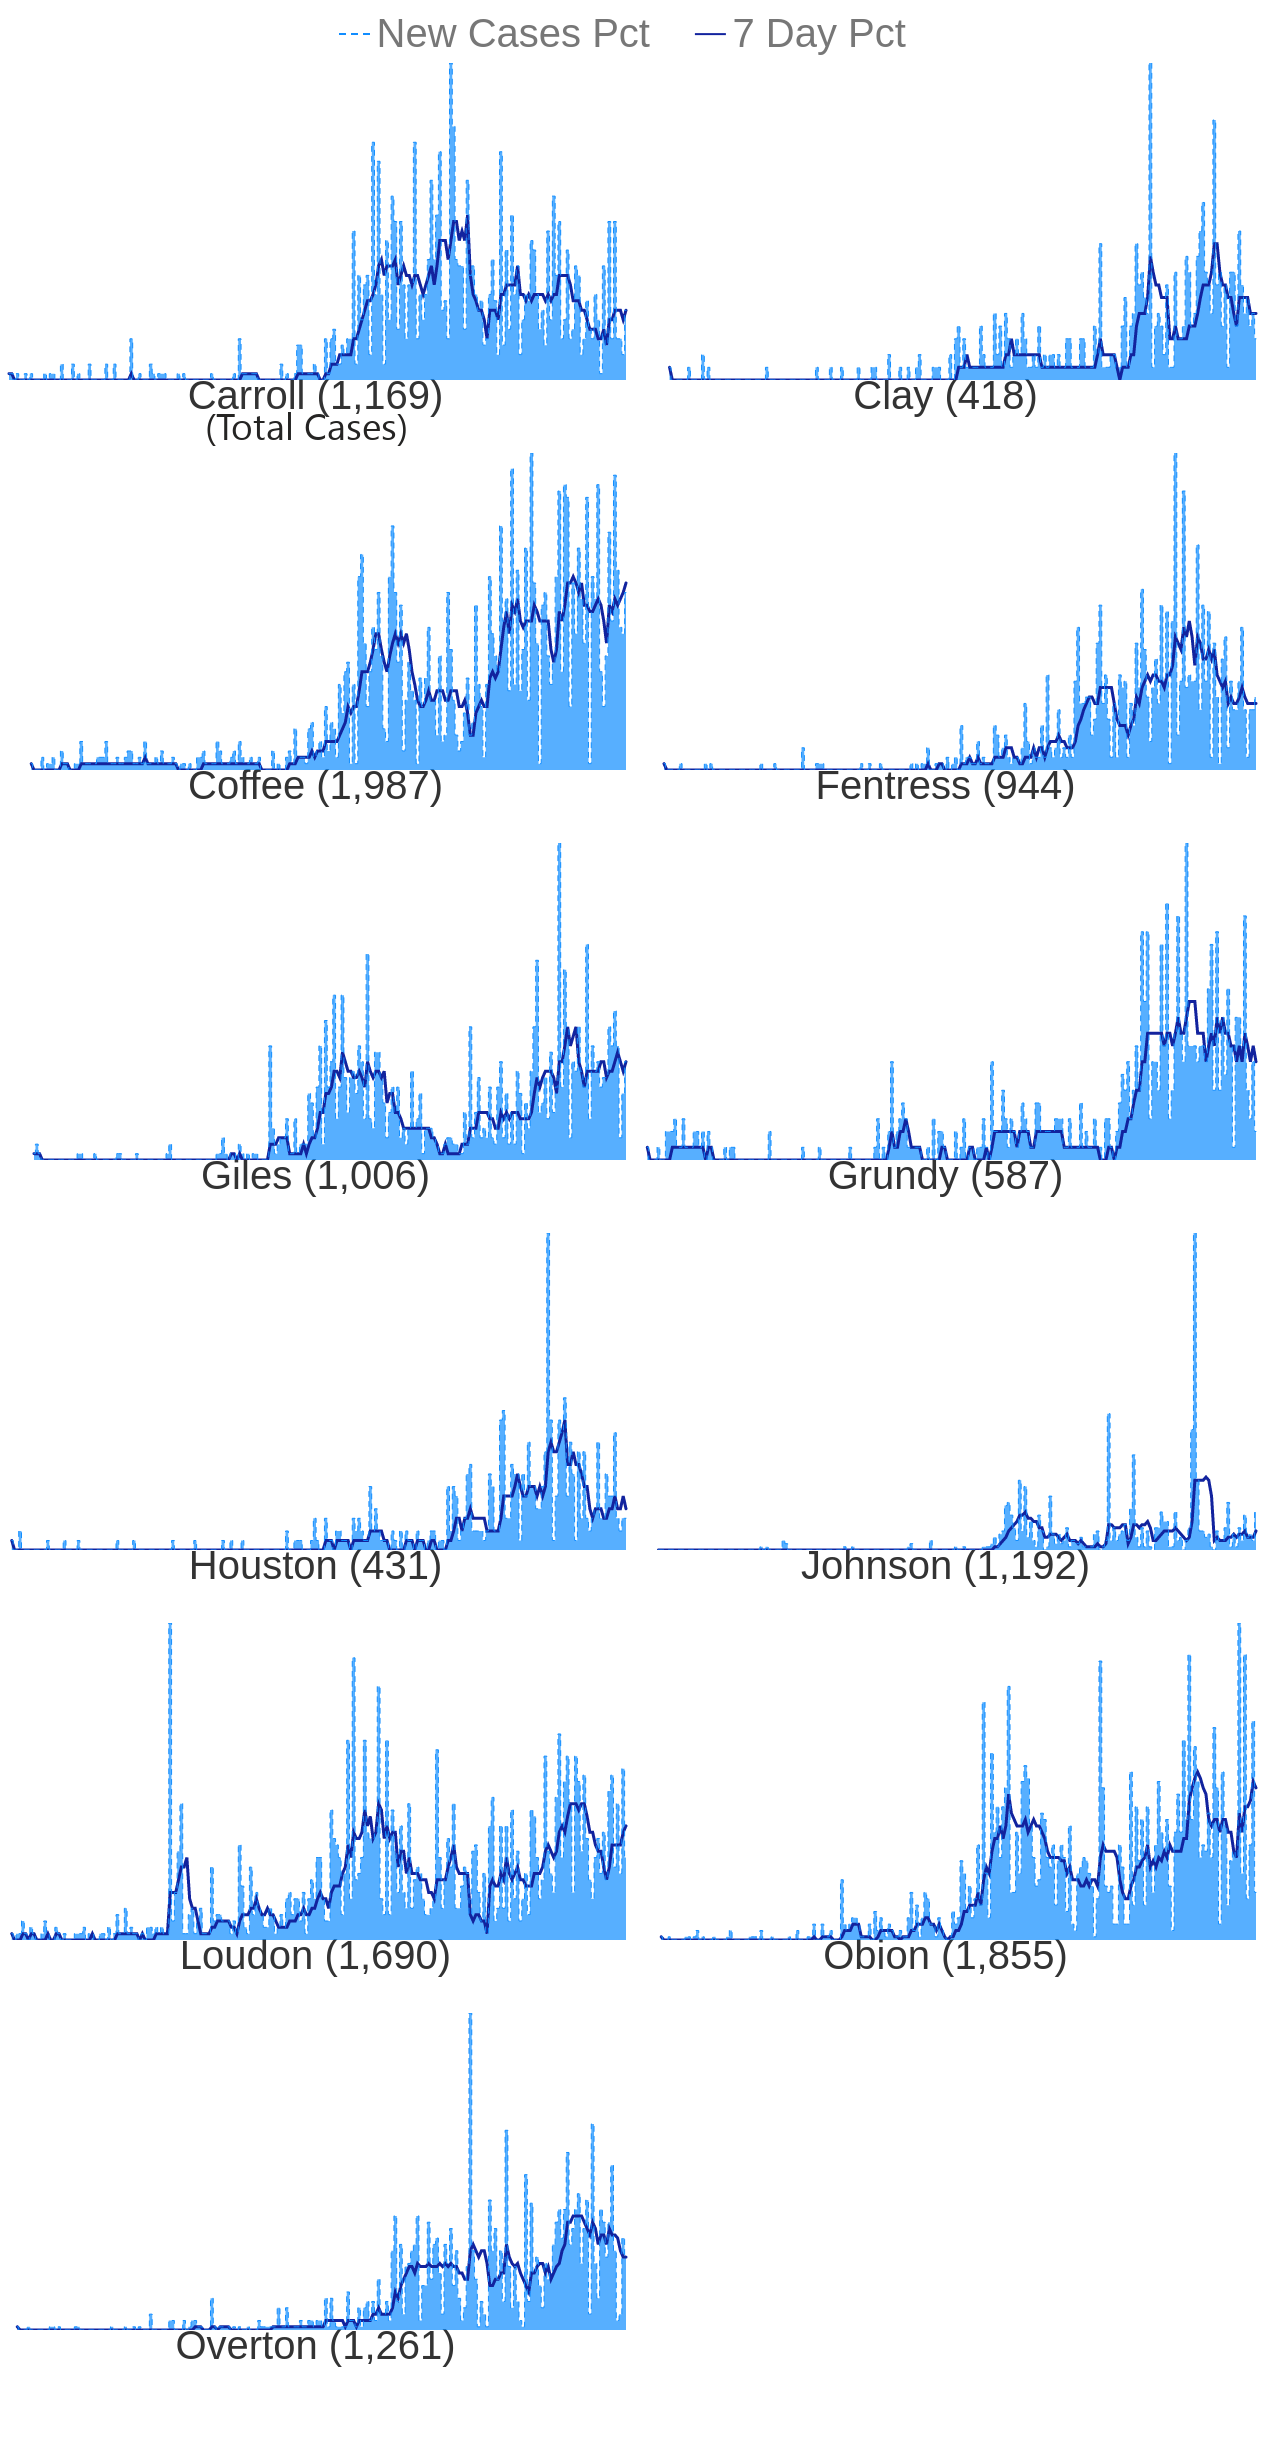 New Cases Pct 7 Day Pct
Carroll (1,169) Clay (418)
(Total Cases)
Coffee (1,987) Fentress (944)
Giles (1,006) Grundy (587)
Houston (431) Johnson (1,192)
Loudon (1,690) Obion (1,855)
Overton (1,261)